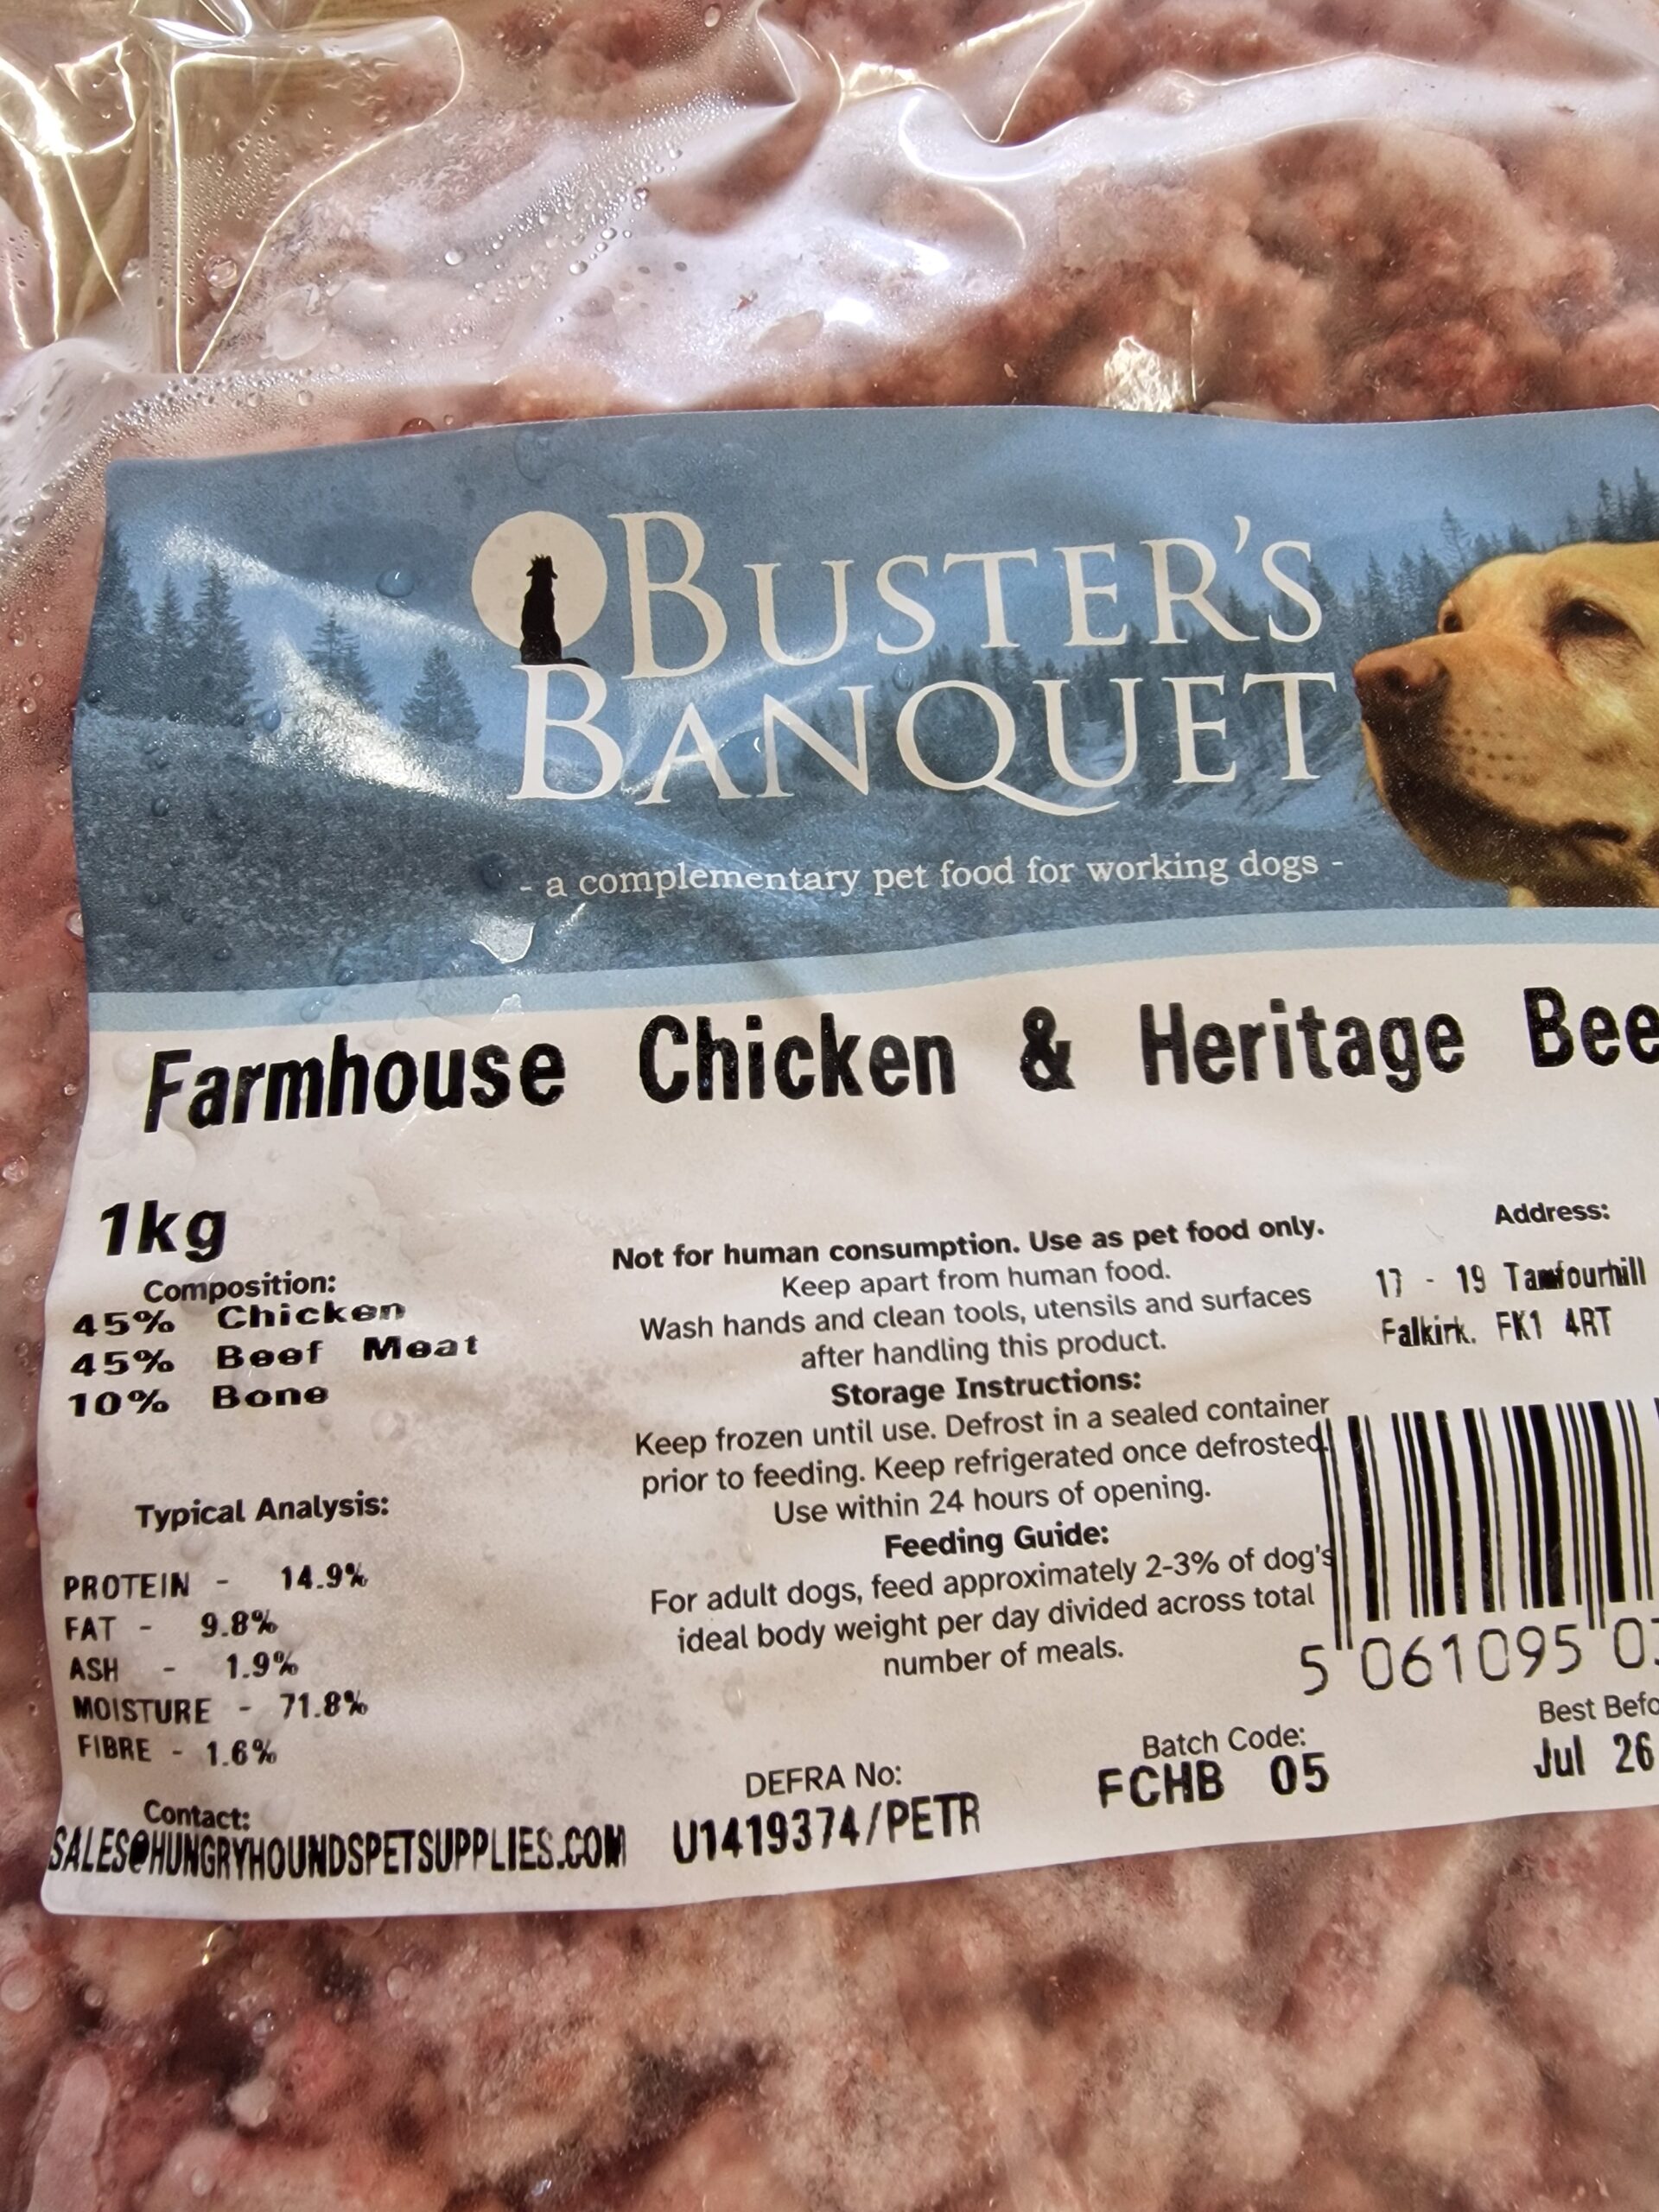 BUSTER'S
BANQUET
- a complementary pet food for working dogs -
Farmhouse Chicken & Heritage Bee
1kg
Composition:
45% Chicken
45% Beef Meat
10% Bone
Typical Analysis:
PROTEIN - 14.9%
FAT - 9.8%
ASH - 1.9%
MOISTURE - 71.8%
FIBRE - 1.6%
Contact:
SALES@HUNGRYHOUNDSPETSUPPLIES.COM
Not for human consumption. Use as pet food only.
Keep apart from human food.
Wash hands and clean tools, utensils and surfaces
after handling this product.
Storage Instructions:
Keep frozen until use. Defrost in a sealed container
prior to feeding. Keep refrigerated once defrosted.
Use within 24 hours of opening.
Feeding Guide:
For adult dogs, feed approximately 2-3% of dog's
ideal body weight per day divided across total
number of meals.
DEFRA No:
U1419374/PETR
Batch Code:
FCHB 05
Address:
17 - 19 Tamfourhill
Falkirk. FK1 4RT
5 061095 0
Best Befo
Jul 26